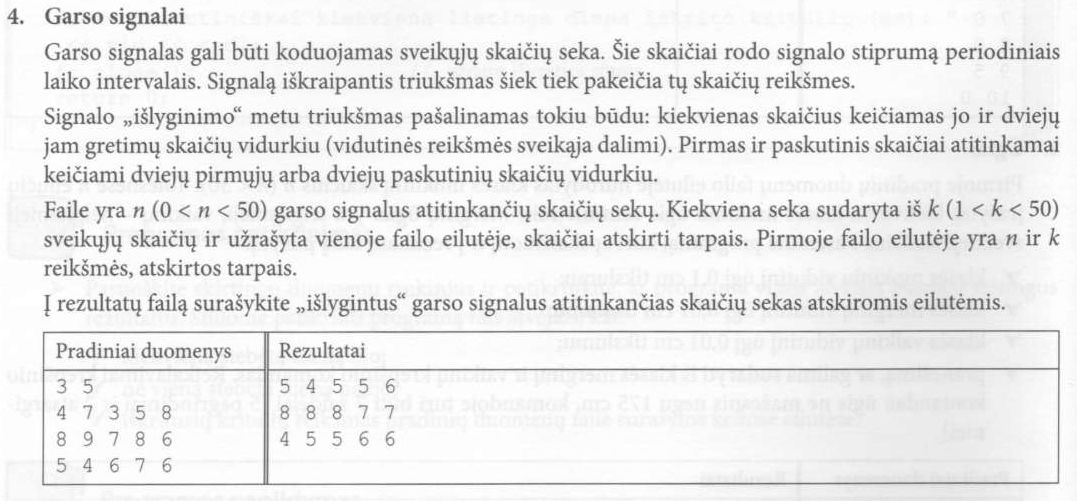 4. Garso signalai
Garso signalas gali būti koduojamas sveikųjų skaičių seka. Šie skaičiai rodo signalo stiprumą periodiniais
laiko intervalais. Signalą iškraipantis triukšmas šiek tiek pakeičia tų skaičių reikšmes.
Signalo „išlyginimo“ metu triukšmas pašalinamas tokiu būdu: kiekvienas skaičius keičiamas jo ir dviejų
jam gretimų skaičių vidurkiu (vidutinės reikšmės sveikąja dalimi). Pirmas ir paskutinis skaičiai atitinkamai
keičiami dviejų pirmųjų arba dviejų paskutinių skaičių vidurkiu.
Faile yra n (0 < n < 50) garso signalus atitinkančių skaičių sekų. Kiekviena seka sudaryta iš k (1 < k < 50)
sveikųjų skaičių ir užrašyta vienoje failo eilutėje, skaičiai atskirti tarpais. Pirmoje failo eilutėje yra n ir k
reikšmės, atskirtos tarpais.
Į rezultatų failą surašykite „išlygintus“ garso signalus atitinkančias skaičių sekas atskiromis eilutėmis.
Pradiniai duomenys Rezultatai
3 5 5 4 5 5 6
4 7 3 5 8 8 8 8 7 7
8 9 7 8 6 4 5 5 6 6
5 4 6 7 6